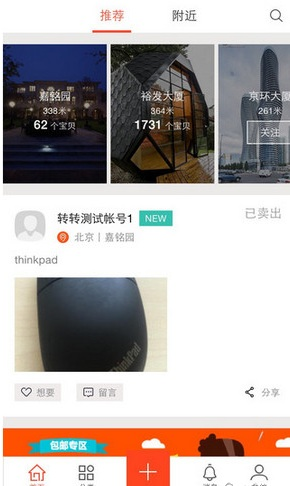 推荐
附近
嘉铭园
338米
62 个宝贝
裕发大厦
364米
1731 个宝贝
京环大厦
261米
关注
转转测试帐号1 NEW
已卖出
北京丨嘉铭园
thinkpad
ThinkPad
想要
留言
分享
包邮专区